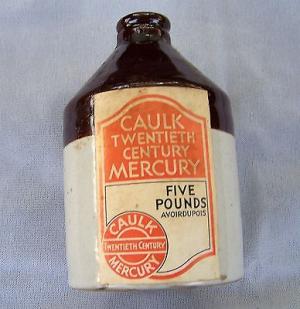 CAULK
TWENTIETH
CENTURY
MERCURY
FIVE
POUNDS
AVOIRDUPOIS
CAULK
TWENTIETH CENTURY
MERCURY